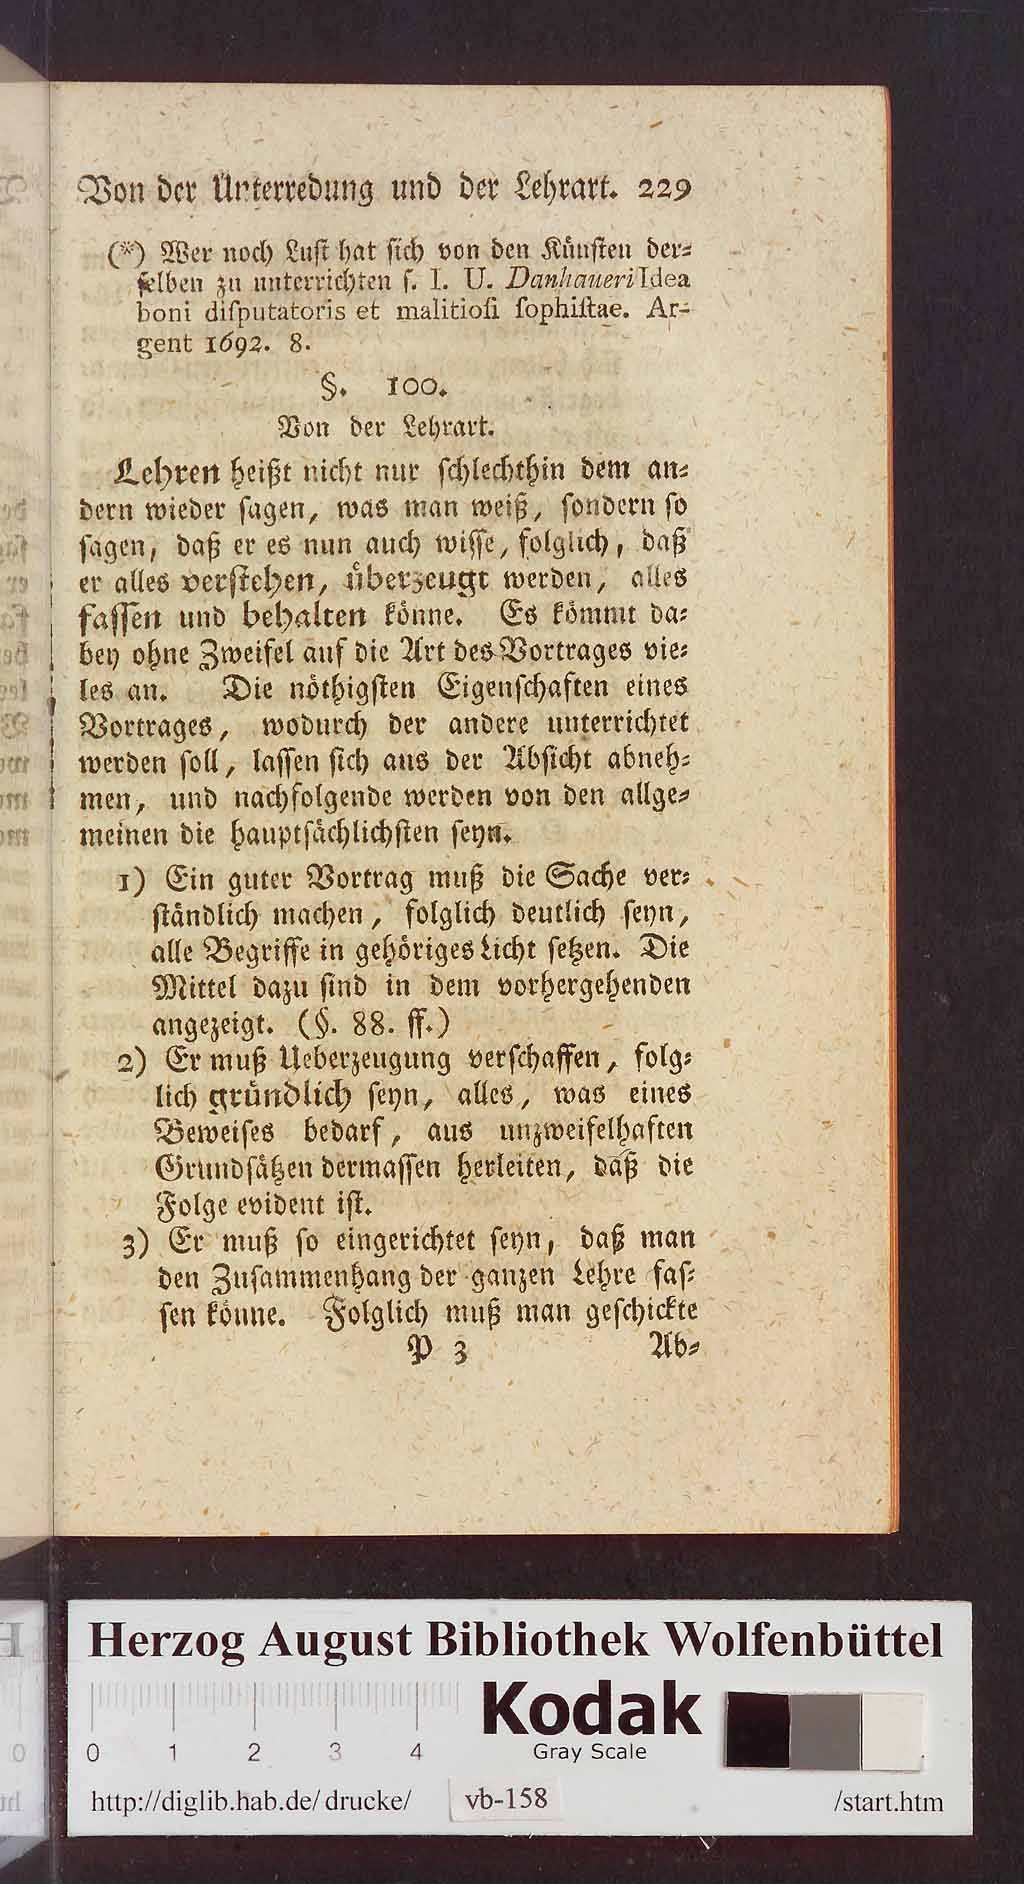 Von der Unterredung und der Lehrart. 229
(*) Wer noch Lust hat sich von den Künsten der-
selben zu unterrichten s. I. U. Danhaueri Idea
boni disputatoris et malitiosi sophistae. Ar-
gent 1692. 8.
§. 100.
Von der Lehrart.
Lehren heißt nicht nur schlechthin dem an-
dern wieder sagen, was man weiß, sondern so
sagen, daß er es nun auch wisse, folglich, daß
er alles verstehen, überzeugt werden, alles
fassen und behalten könne. Es kömmt da-
bey ohne Zweifel auf die Art des Vortrages vie-
les an. Die nöthigsten Eigenschaften eines
Vortrages, wodurch der andere unterrichtet
werden soll, lassen sich aus der Absicht abneh-
men, und nachfolgende werden von den allge-
meinen die hauptsächlichsten seyn.
1) Ein guter Vortrag muß die Sache ver-
ständlich machen, folglich deutlich seyn,
alle Begriffe in gehöriges Licht setzen. Die
Mittel dazu sind in dem vorhergehenden
angezeigt. (§. 88. ff.)
2) Er muß Ueberzeugung verschaffen, folg-
lich gründlich seyn, alles, was eines
Beweises bedarf, aus unzweifelhaften
Grundsätzen dermassen herleiten, daß die
Folge evident ist.
3) Er muß so eingerichtet seyn, daß man
den Zusammenhang der ganzen Lehre fas-
sen könne. Folglich muß man geschickte
P 3 Ab-
Herzog August Bibliothek Wolfenbüttel
Kodak
Gray Scale
0 1 2 3 4
http://diglib.hab.de/drucke/ vb-158 /start.htm